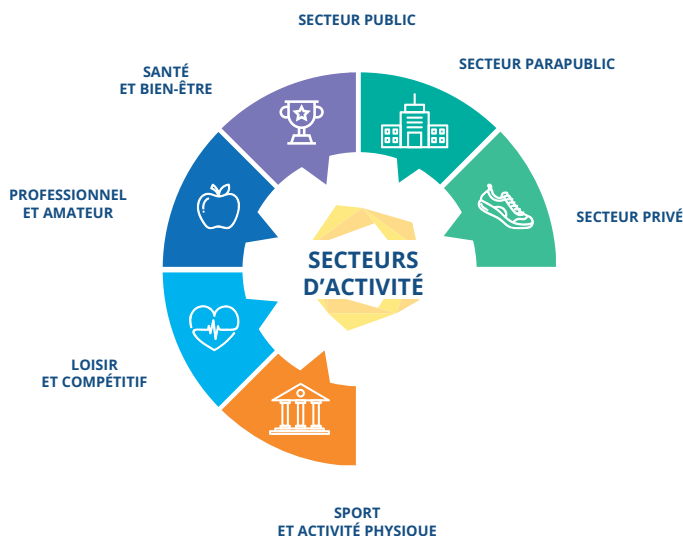 SECTEUR PUBLIC
SECTEUR PARAPUBLIC
SANTÉ
ET BIEN-ÊTRE
PROFESSIONNEL
ET AMATEUR
SECTEUR PRIVÉ
SECTEURS
D’ACTIVITÉ
LOISIR
ET COMPÉTITIF
SPORT
ET ACTIVITÉ PHYSIQUE